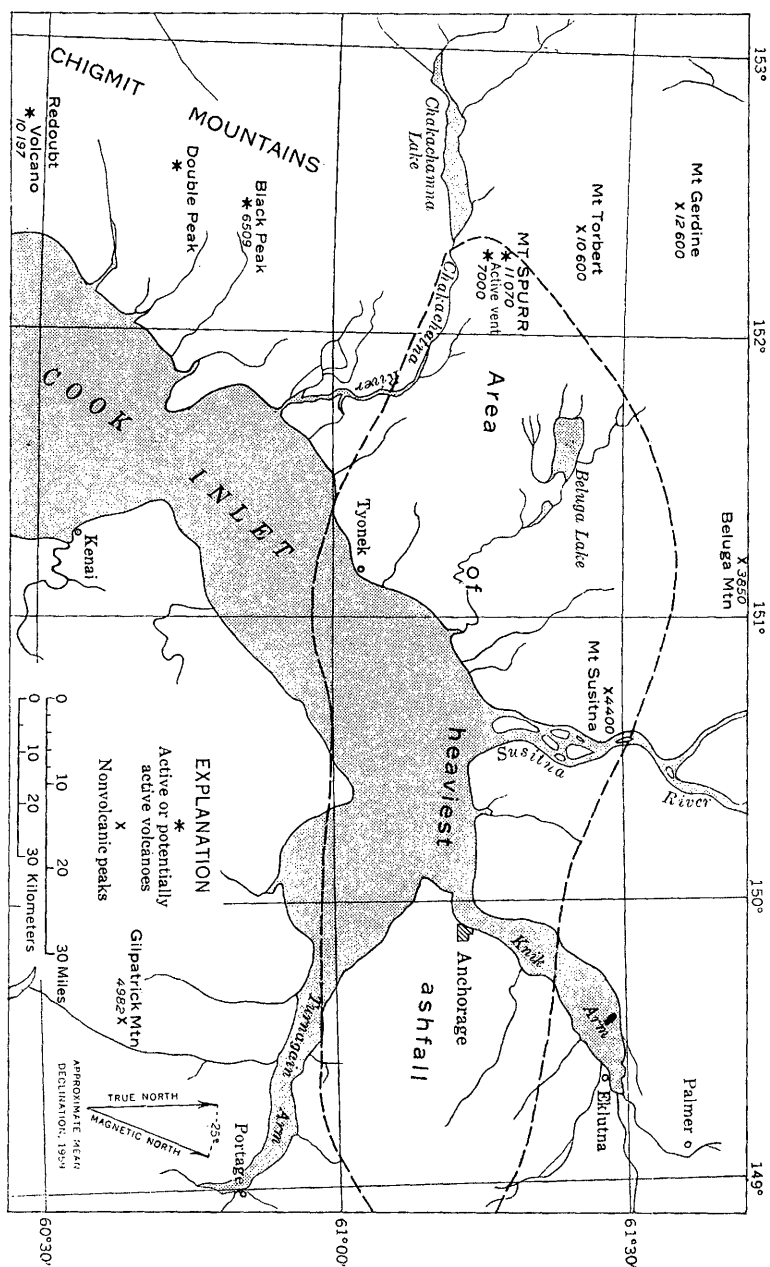 153°
152°
151°
150°
149°
61°30'
61°00'
60°30'
Mt Gerdine
X 12600
Mt Torbert
X 10600
MT SPURR
* 11070
* Active vent
7000
Chakachamna
Lake
Chakachatna
River
CHIGMIT
MOUNTAINS
Redoubt
* Volcano
10197
Double Peak
*
Black Peak
* 6509
Area
of
heaviest
ashfall
Beluga Lake
X 3850
Beluga Mtn
X4400
Mt Susitna
Susitna
River
Tyonek
COOK
INLET
Kenai
Knik
Arm
Anchorage
Eklutna
Palmer
Turnagain
Arm
Portage
Gilpatrick Mtn
4982X
EXPLANATION
*
Active or potentially
active volcanoes
X
Nonvolcanic peaks
0 10 20 30 Miles
0 10 20 30 Kilometers
TRUE NORTH
MAGNETIC NORTH
25°
APPROXIMATE MEAN
DECLINATION, 1954